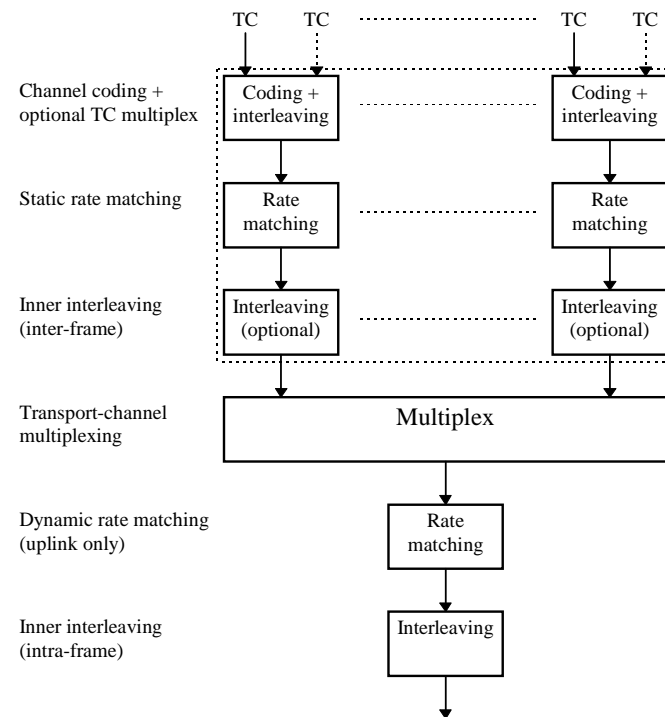 TC TC TC TC
Channel coding +
optional TC multiplex
Coding +
interleaving
Coding +
interleaving
Static rate matching
Rate
matching
Rate
matching
Inner interleaving
(inter-frame)
Interleaving
(optional)
Interleaving
(optional)
Transport-channel
multiplexing
Multiplex
Dynamic rate matching
(uplink only)
Rate
matching
Inner interleaving
(intra-frame)
Interleaving